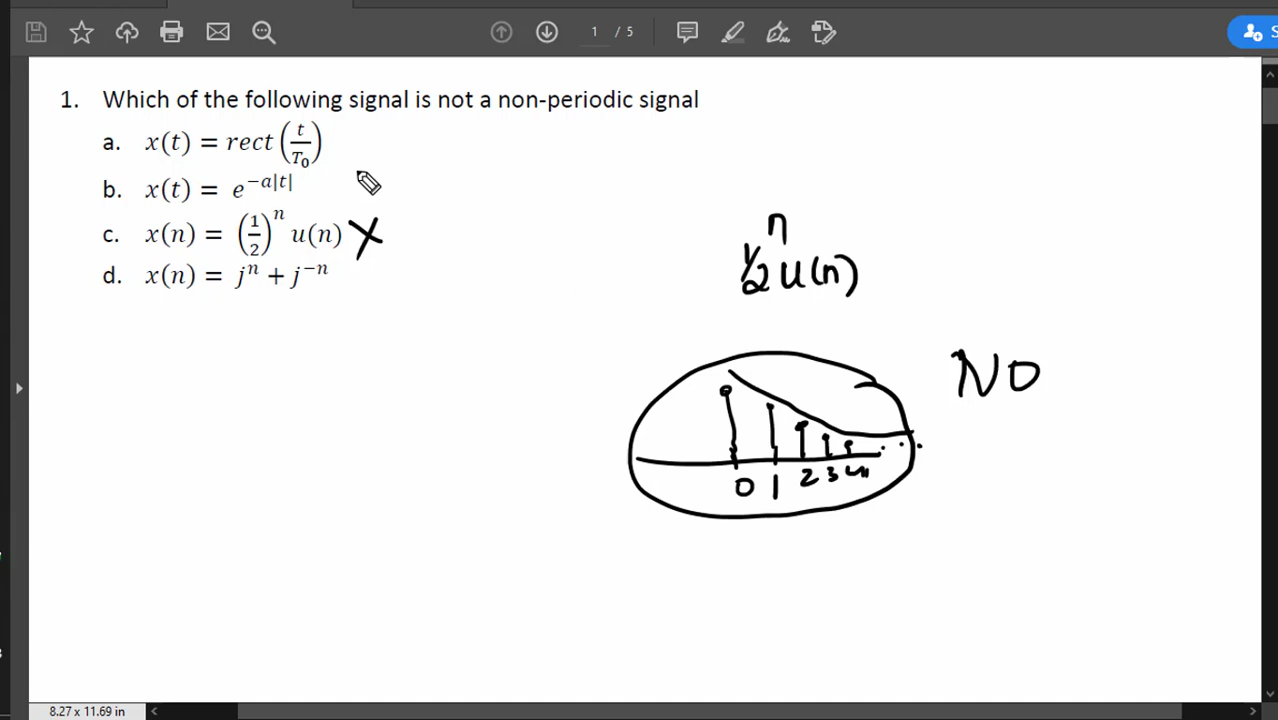 1 / 5
S
1. Which of the following signal is not a non-periodic signal
a. x(t) = rect(t/T₀)
b. x(t) = e^{-a|t|}
c. x(n) = (1/2)^n u(n) X
d. x(n) = j^n + j^{-n}
n
1/2 u(n)
NO
0 1 2 3 4
8.27 x 11.69 in